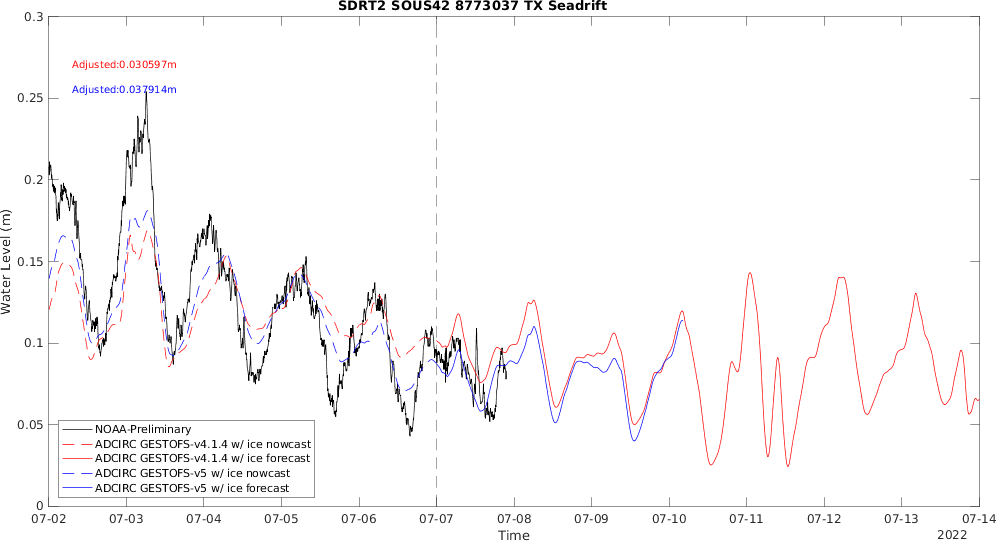 SDRT2 SOUS42 8773037 TX Seadrift
Adjusted:0.030597m
Adjusted:0.037914m
Water Level (m)
0.3
0.25
0.2
0.15
0.1
0.05
0
NOAA-Preliminary
ADCIRC GESTOFS-v4.1.4 w/ ice nowcast
ADCIRC GESTOFS-v4.1.4 w/ ice forecast
ADCIRC GESTOFS-v5 w/ ice nowcast
ADCIRC GESTOFS-v5 w/ ice forecast
07-02 07-03 07-04 07-05 07-06 07-07 07-08 07-09 07-10 07-11 07-12 07-13 07-14
Time
2022